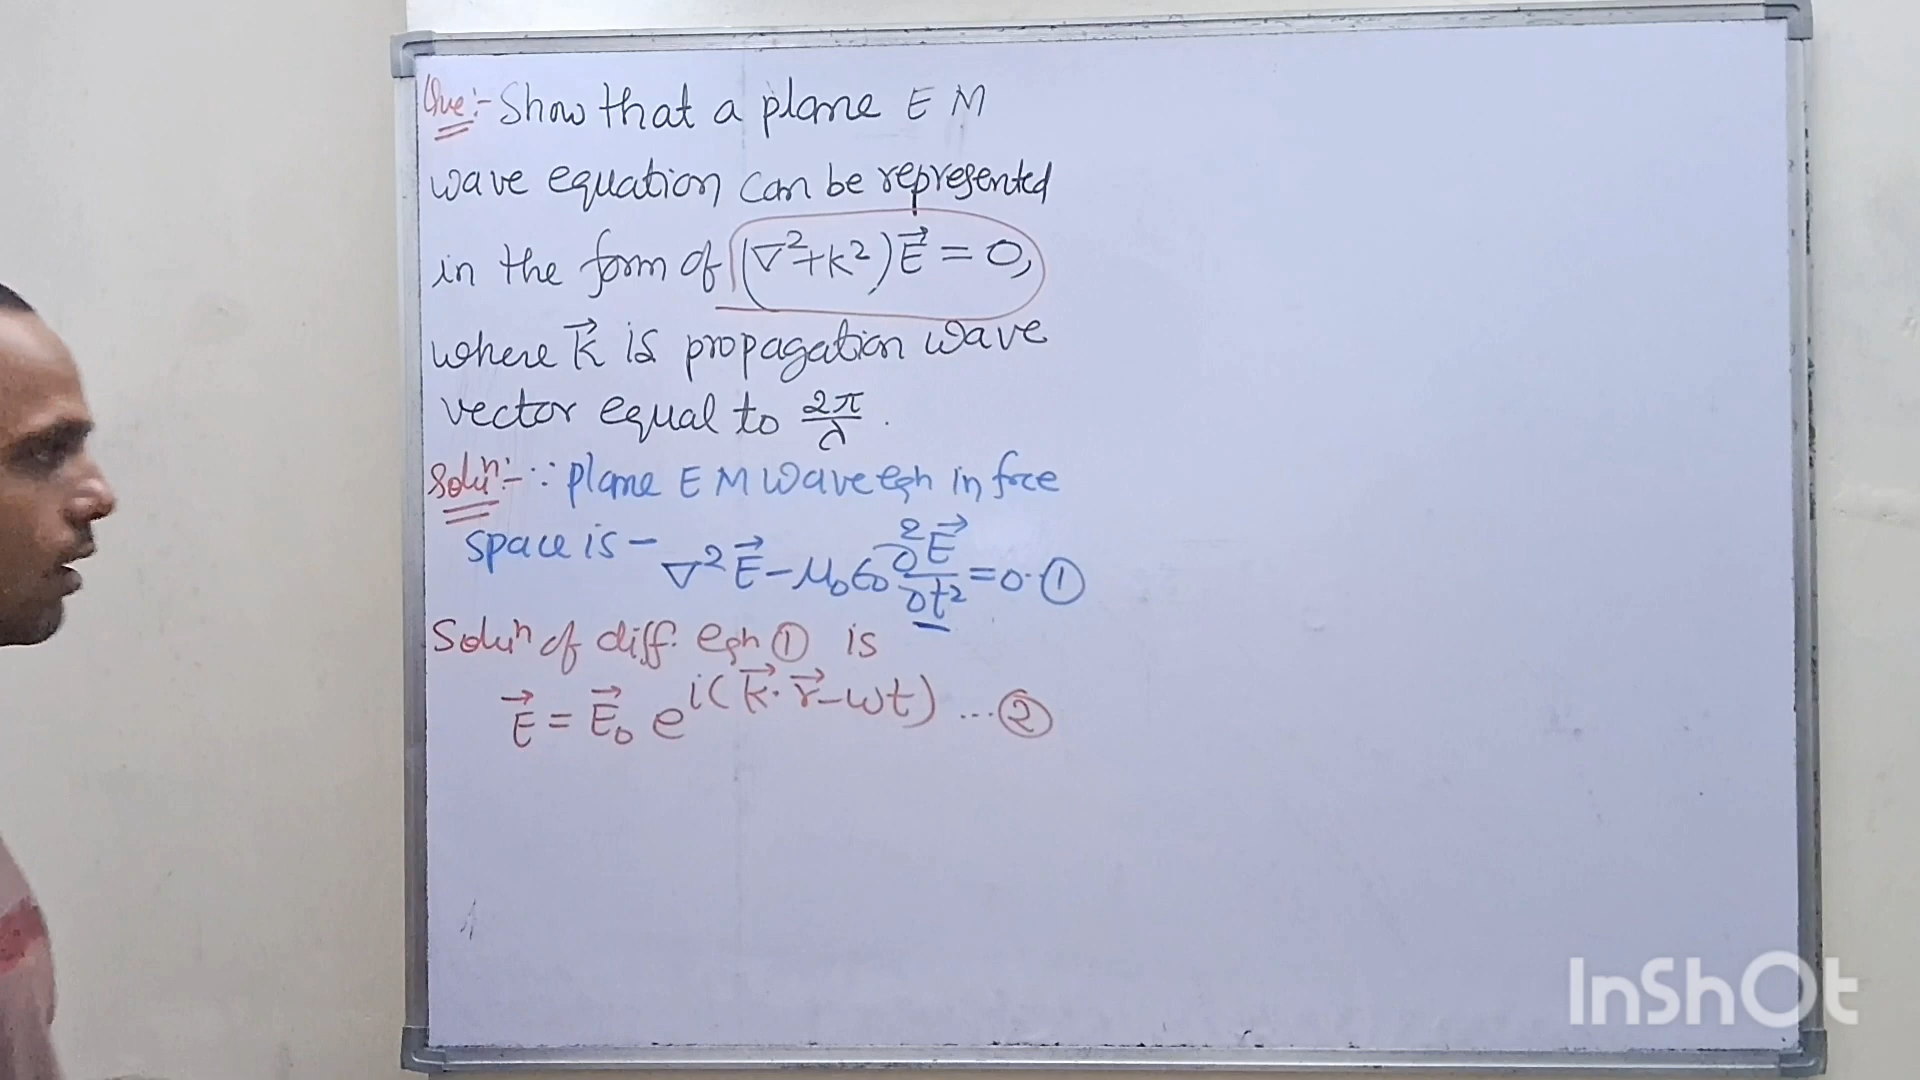 Que:- Show that a plane E M
wave equation can be represented
in the form of (∇²+k²)E⃗ = 0,
where k⃗ is propagation wave
vector equal to 2π/λ.
Soluⁿ:- ∵ plane E M wave eqn in free
space is - ∇²E⃗ - μ₀ϵ₀ ∂²E⃗/∂t² = 0 ①
Soluⁿ of diff. eqn ① is
E⃗ = E⃗₀ e^i(k⃗·r⃗-ωt) ...②
InShOt